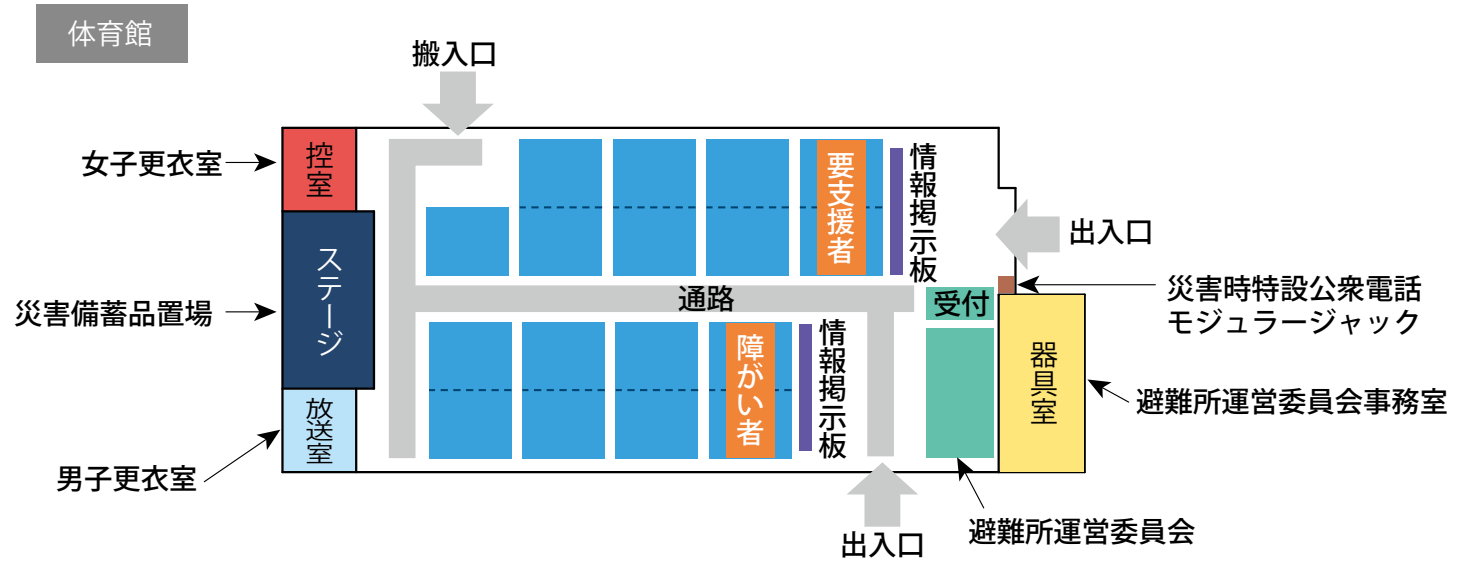 体育館
搬入口
女子更衣室
控室
要支援者
情報掲示板
出入口
ステージ
災害備蓄品置場
通路
受付
災害時特設公衆電話
モジュラージャック
障がい者
情報掲示板
器具室
避難所運営委員会事務室
放送室
男子更衣室
出入口
避難所運営委員会